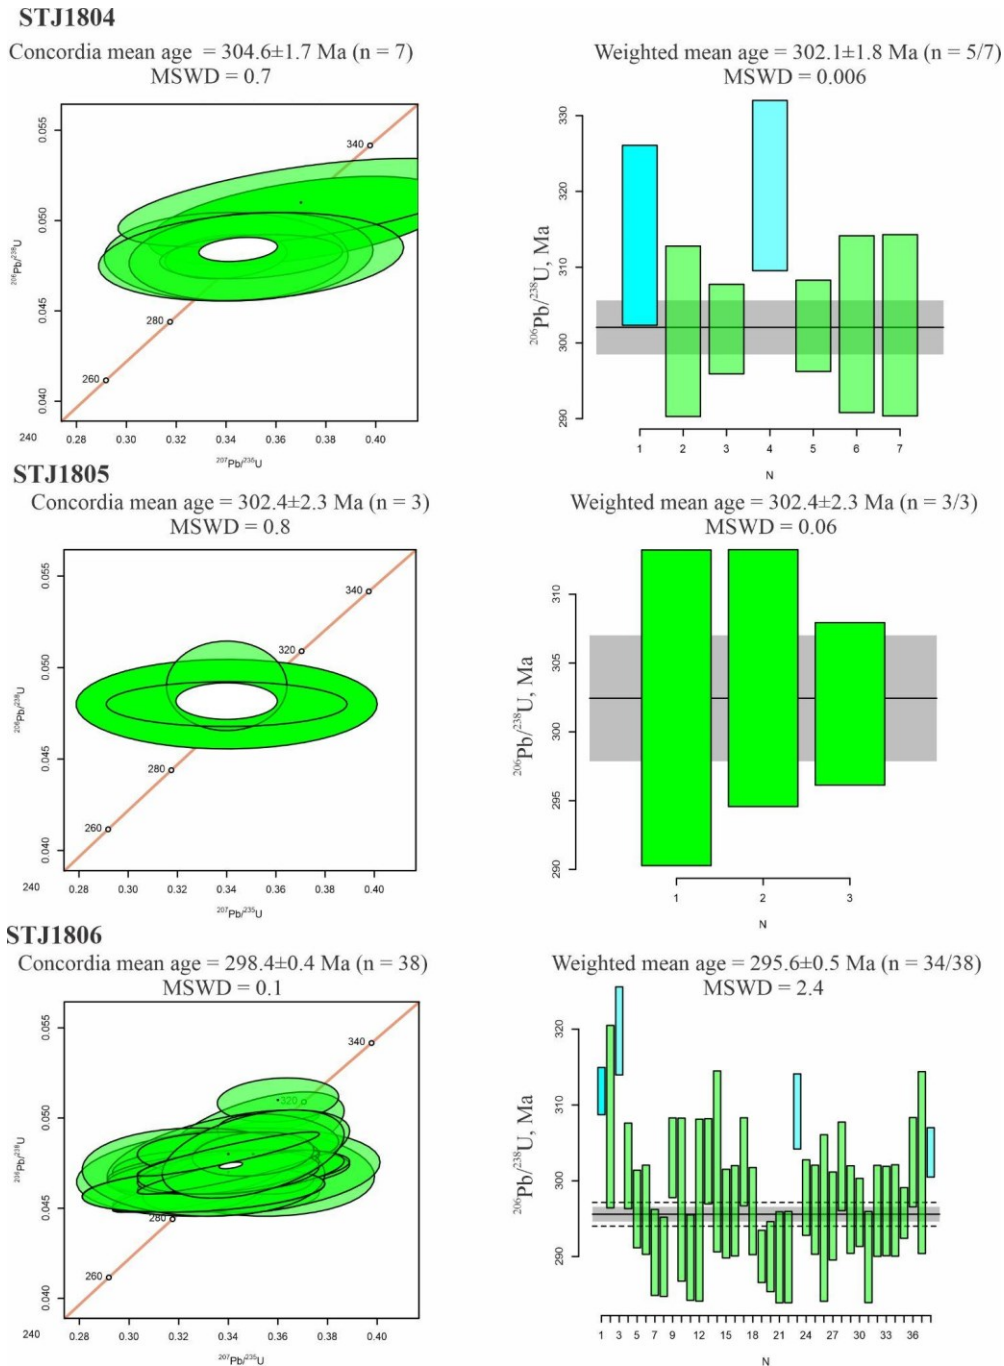 STJ1804
Concordia mean age = 304.6±1.7 Ma (n = 7)
MSWD = 0.7
Weighted mean age = 302.1±1.8 Ma (n = 5/7)
MSWD = 0.006
0.055
0.050
0.045
0.040
206Pb/238U
340
280
260
240
0.28 0.30 0.32 0.34 0.36 0.38 0.40
207Pb/235U
330
320
310
300
290
206Pb/238U, Ma
1 2 3 4 5 6 7
N
STJ1805
Concordia mean age = 302.4±2.3 Ma (n = 3)
MSWD = 0.8
Weighted mean age = 302.4±2.3 Ma (n = 3/3)
MSWD = 0.06
0.055
0.050
0.045
0.040
206Pb/238U
340
320
280
260
240
0.28 0.30 0.32 0.34 0.36 0.38 0.40
207Pb/235U
310
305
300
295
290
206Pb/238U, Ma
1 2 3
N
STJ1806
Concordia mean age = 298.4±0.4 Ma (n = 38)
MSWD = 0.1
Weighted mean age = 295.6±0.5 Ma (n = 34/38)
MSWD = 2.4
0.055
0.050
0.045
0.040
206Pb/238U
340
320
280
260
240
0.28 0.30 0.32 0.34 0.36 0.38 0.40
207Pb/235U
320
310
300
290
206Pb/238U, Ma
1 3 5 7 9 12 15 18 21 24 27 30 33 36
N